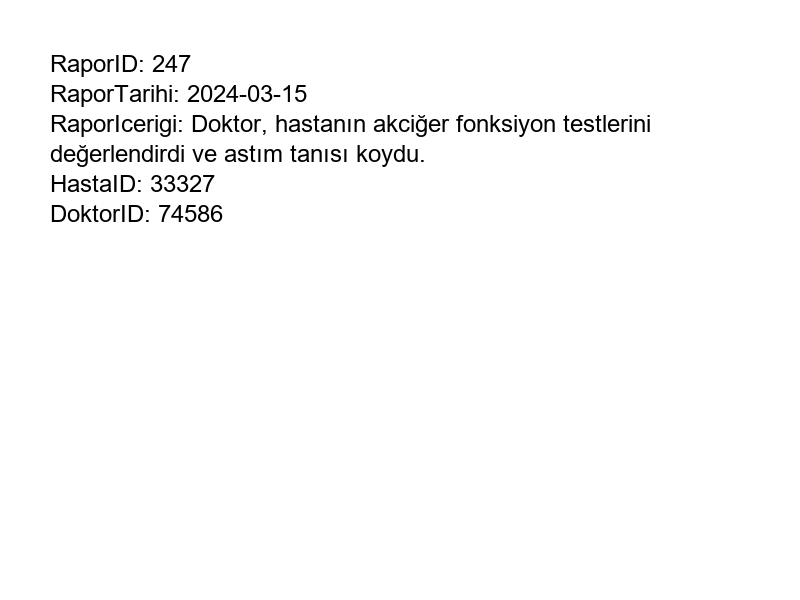 RaporID: 247
RaporTarihi: 2024-03-15
RaporIcerigi: Doktor, hastanın akciğer fonksiyon testlerini
değerlendirdi ve astım tanısı koydu.
HastaID: 33327
DoktorID: 74586